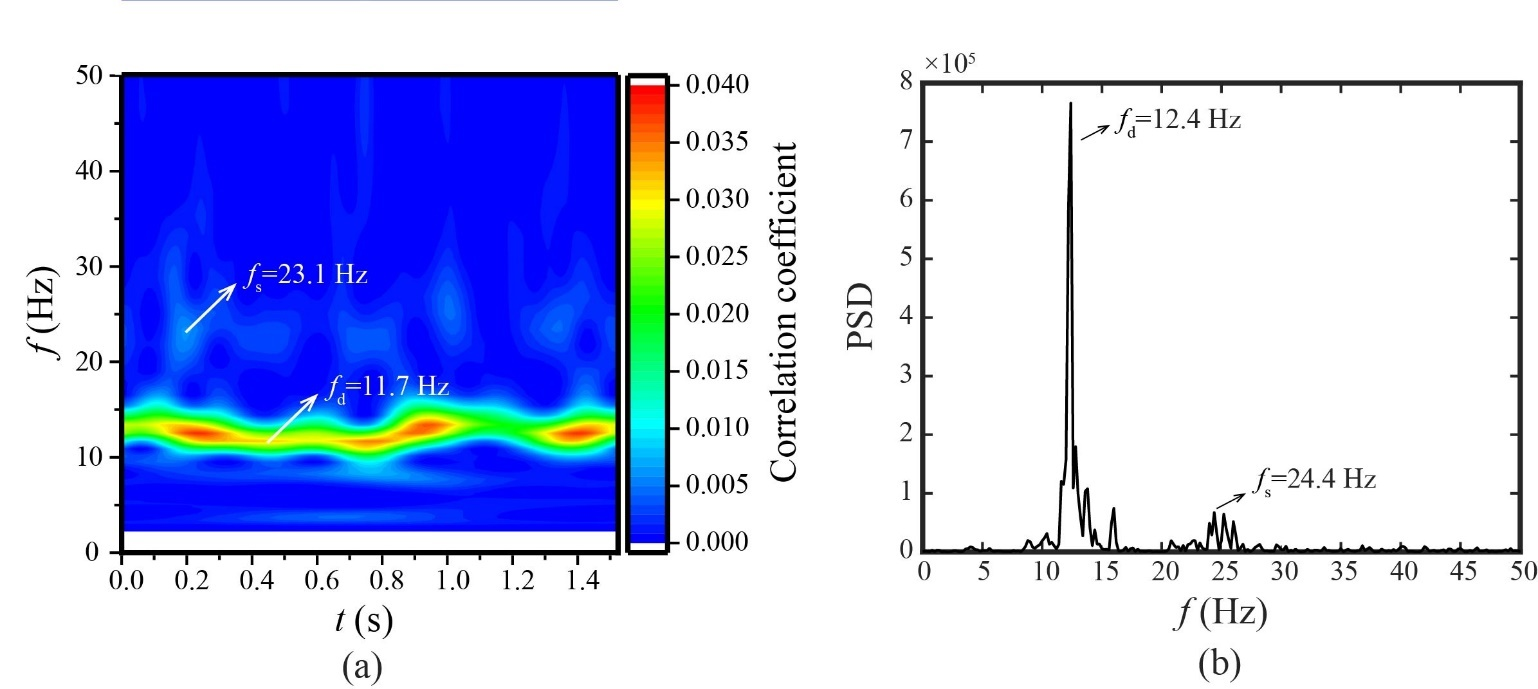 50
40
30
20
10
0
f (Hz)
fs=23.1 Hz
fd=11.7 Hz
0.0 0.2 0.4 0.6 0.8 1.0 1.2 1.4
t (s)
(a)
0.040
0.035
0.030
0.025
0.020
0.015
0.010
0.005
0.000
Correlation coefficient
×10⁵
8
7
6
5
4
3
2
1
0
PSD
fd=12.4 Hz
fs=24.4 Hz
0 5 10 15 20 25 30 35 40 45 50
f (Hz)
(b)